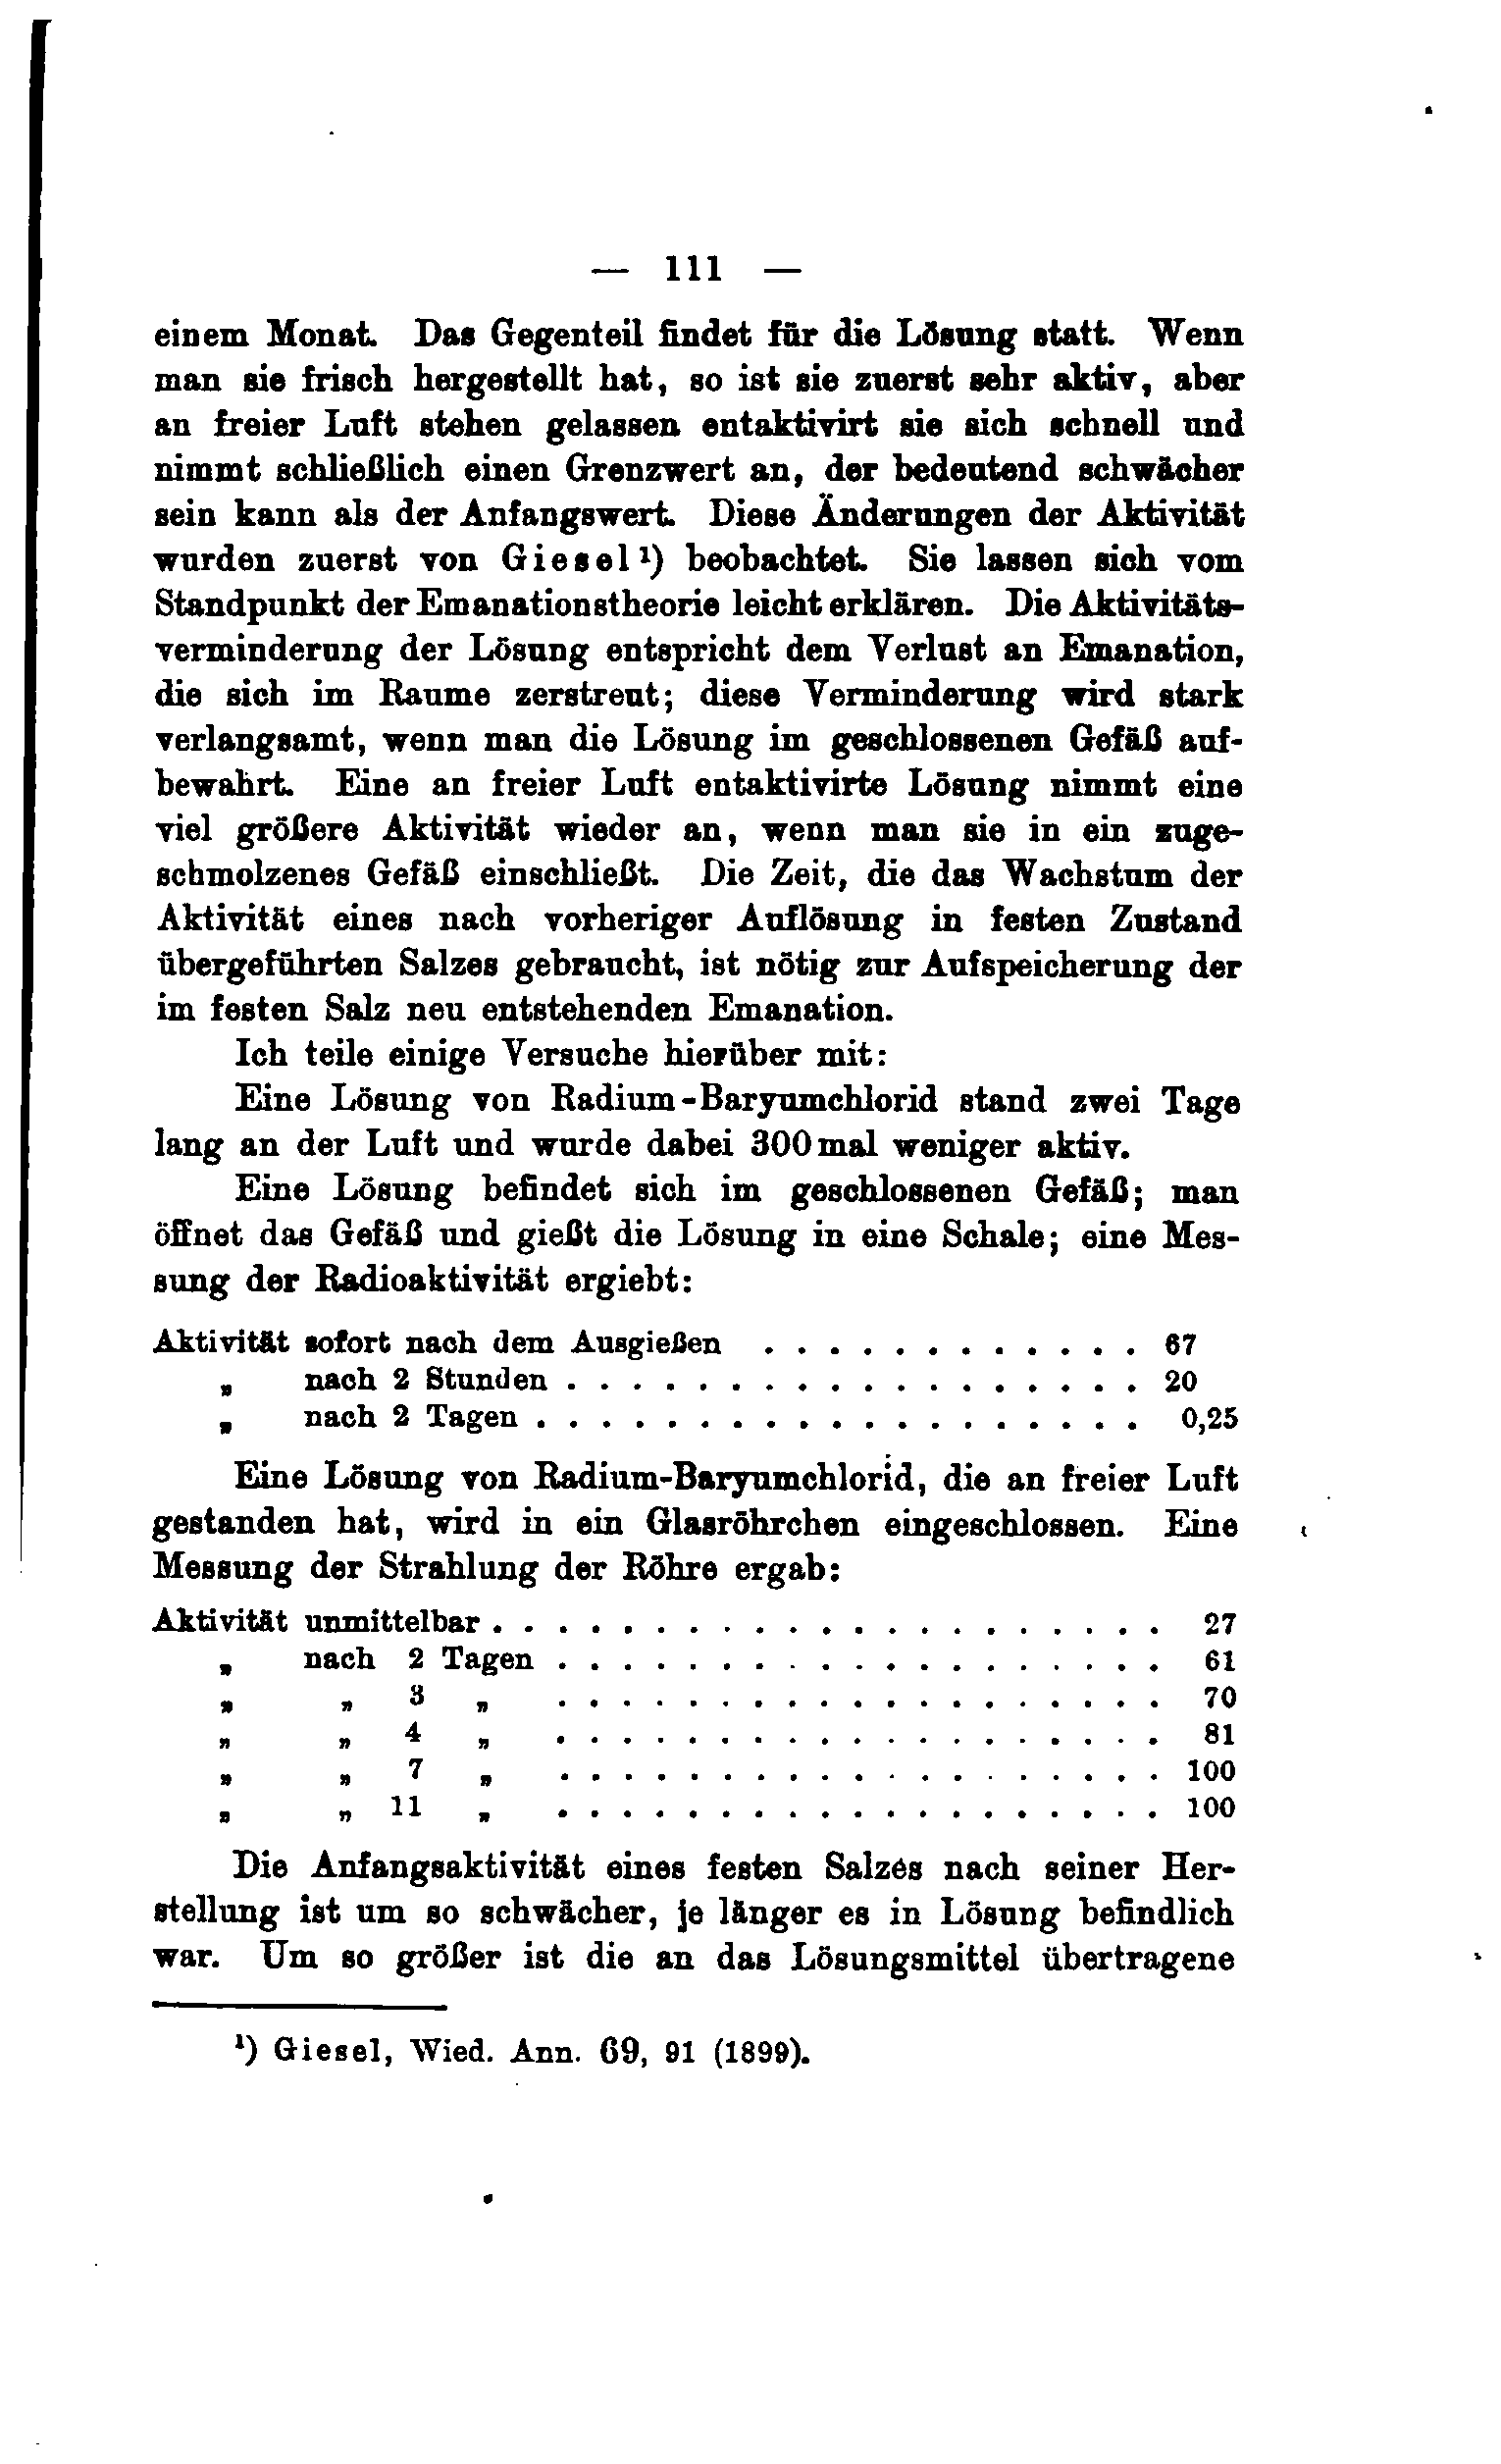 — 111 —
einem Monat. Das Gegenteil findet für die Lösung statt. Wenn
man sie frisch hergestellt hat, so ist sie zuerst sehr aktiv, aber
an freier Luft stehen gelassen entaktivirt sie sich schnell und
nimmt schließlich einen Grenzwert an, der bedeutend schwächer
sein kann als der Anfangswert. Diese Änderungen der Aktivität
wurden zuerst von Giesel¹) beobachtet. Sie lassen sich vom
Standpunkt der Emanationstheorie leicht erklären. Die Aktivitäts-
verminderung der Lösung entspricht dem Verlust an Emanation,
die sich im Raume zerstreut; diese Verminderung wird stark
verlangsamt, wenn man die Lösung im geschlossenen Gefäß auf-
bewahrt. Eine an freier Luft entaktivirte Lösung nimmt eine
viel größere Aktivität wieder an, wenn man sie in ein zuge-
schmolzenes Gefäß einschließt. Die Zeit, die das Wachstum der
Aktivität eines nach vorheriger Auflösung in festen Zustand
übergeführten Salzes gebraucht, ist nötig zur Aufspeicherung der
im festen Salz neu entstehenden Emanation.
Ich teile einige Versuche hierüber mit:
Eine Lösung von Radium-Baryumchlorid stand zwei Tage
lang an der Luft und wurde dabei 300mal weniger aktiv.
Eine Lösung befindet sich im geschlossenen Gefäß; man
öffnet das Gefäß und gießt die Lösung in eine Schale; eine Mes-
sung der Radioaktivität ergiebt:
Aktivität sofort nach dem Ausgießen . . . . . . . . . . . . 67
„ nach 2 Stunden . . . . . . . . . . . . . . . . . . 20
„ nach 2 Tagen . . . . . . . . . . . . . . . . . . . 0,25
Eine Lösung von Radium-Baryumchlorid, die an freier Luft
gestanden hat, wird in ein Glasröhrchen eingeschlossen. Eine
Messung der Strahlung der Röhre ergab:
Aktivität unmittelbar . . . . . . . . . . . . . . . . . . . . . 27
„ nach 2 Tagen . . . . . . . . . . . . . . . . . . . 61
„ „ 3 „ . . . . . . . . . . . . . . . . . . . 70
„ „ 4 „ . . . . . . . . . . . . . . . . . . . 81
„ „ 7 „ . . . . . . . . . . . . . . . . . . . 100
„ „ 11 „ . . . . . . . . . . . . . . . . . . . 100
Die Anfangsaktivität eines festen Salzes nach seiner Her-
stellung ist um so schwächer, je länger es in Lösung befindlich
war. Um so größer ist die an das Lösungsmittel übertragene
¹) Giesel, Wied. Ann. 69, 91 (1899).